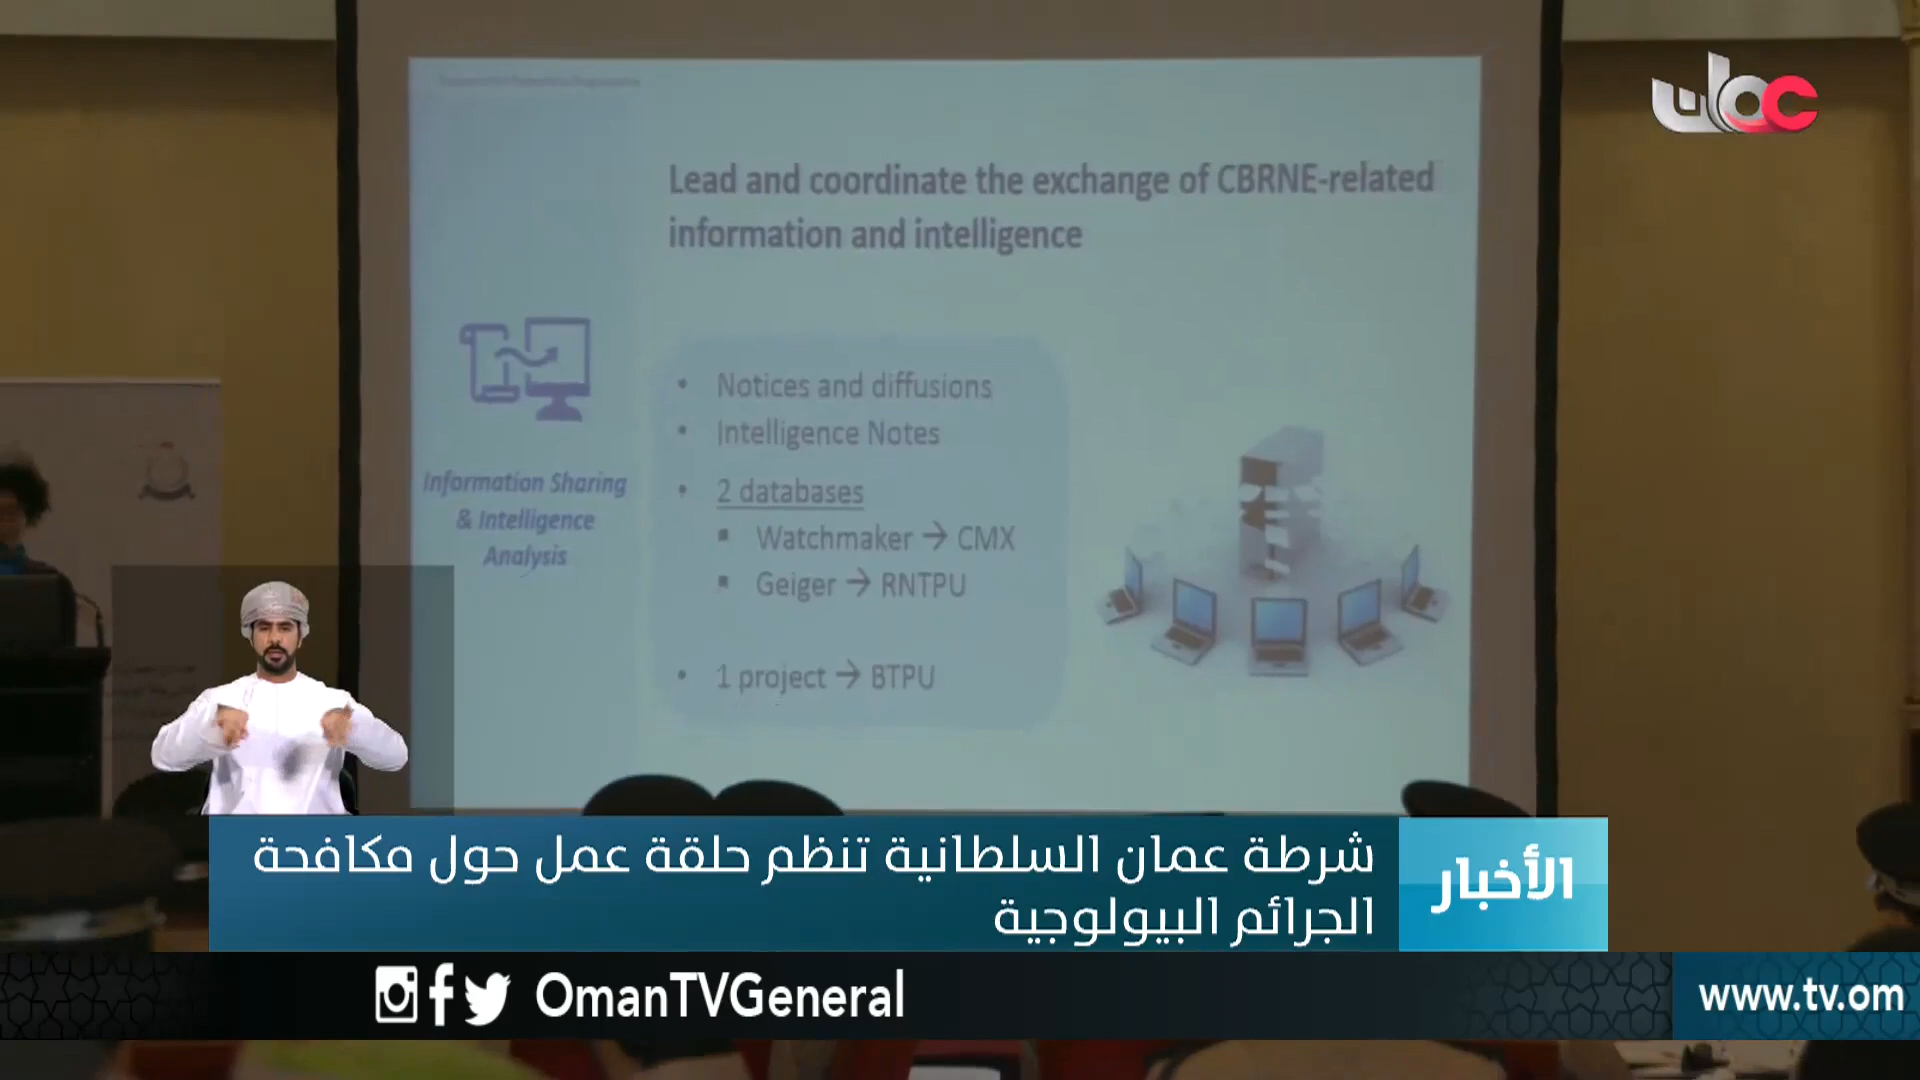 عمان
Lead and coordinate the exchange of CBRNE-related
information and intelligence
Information Sharing
& Intelligence
Analysis
• Notices and diffusions
• Intelligence Notes
• 2 databases
▪ Watchmaker → CMX
▪ Geiger → RNTPU
• 1 project → BTPU
الأخبار
شرطة عمان السلطانية تنظم حلقة عمل حول مكافحة
الجرائم البيولوجية
OmanTVGeneral
www.tv.om